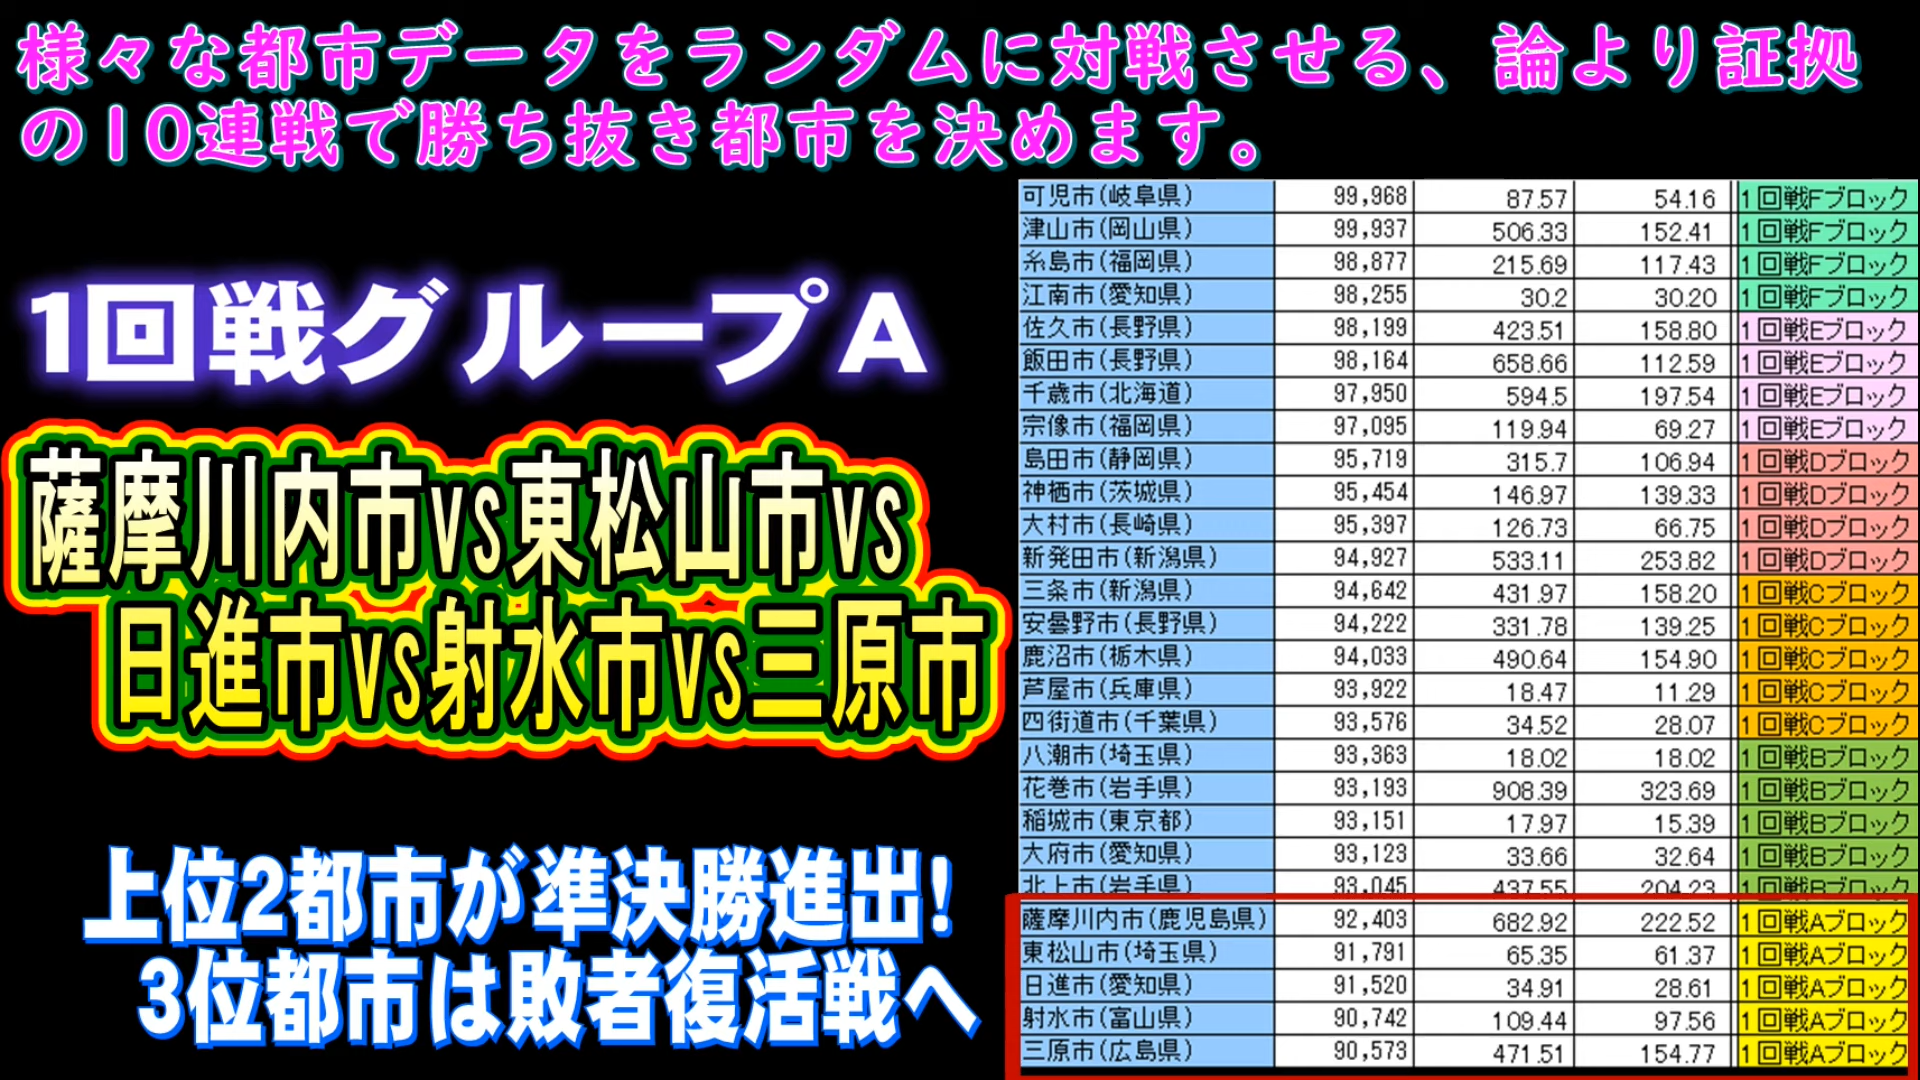 様々な都市データをランダムに対戦させる、論より証拠
の10連戦で勝ち抜き都市を決めます。
1回戦グループA
薩摩川内市vs東松山市vs
日進市vs射水市vs三原市
上位2都市が準決勝進出!
3位都市は敗者復活戦へ
可児市(岐阜県) 99,968 87.57 54.16 1回戦Fブロック
津山市(岡山県) 99,937 506.33 152.41 1回戦Fブロック
糸島市(福岡県) 98,877 215.69 117.43 1回戦Fブロック
江南市(愛知県) 98,255 30.2 30.20 1回戦Fブロック
佐久市(長野県) 98,199 423.51 158.80 1回戦Eブロック
飯田市(長野県) 98,164 658.66 112.59 1回戦Eブロック
千歳市(北海道) 97,950 594.5 197.54 1回戦Eブロック
宗像市(福岡県) 97,095 119.94 69.27 1回戦Eブロック
島田市(静岡県) 95,719 315.7 106.94 1回戦Dブロック
神栖市(茨城県) 95,454 146.97 139.33 1回戦Dブロック
大村市(長崎県) 95,397 126.73 66.75 1回戦Dブロック
新発田市(新潟県) 94,927 533.11 253.82 1回戦Dブロック
三条市(新潟県) 94,642 431.97 158.20 1回戦Cブロック
安曇野市(長野県) 94,222 331.78 139.25 1回戦Cブロック
鹿沼市(栃木県) 94,033 490.64 154.90 1回戦Cブロック
芦屋市(兵庫県) 93,922 18.47 11.29 1回戦Cブロック
四街道市(千葉県) 93,576 34.52 28.07 1回戦Cブロック
八潮市(埼玉県) 93,363 18.02 18.02 1回戦Bブロック
花巻市(岩手県) 93,193 908.39 323.69 1回戦Bブロック
稲城市(東京都) 93,151 17.97 15.39 1回戦Bブロック
大府市(愛知県) 93,123 33.66 32.64 1回戦Bブロック
北上市(岩手県) 93,045 437.55 204.23 1回戦Bブロック
薩摩川内市(鹿児島県) 92,403 682.92 222.52 1回戦Aブロック
東松山市(埼玉県) 91,791 65.35 61.37 1回戦Aブロック
日進市(愛知県) 91,520 34.91 28.61 1回戦Aブロック
射水市(富山県) 90,742 109.44 97.56 1回戦Aブロック
三原市(広島県) 90,573 471.51 154.77 1回戦Aブロック